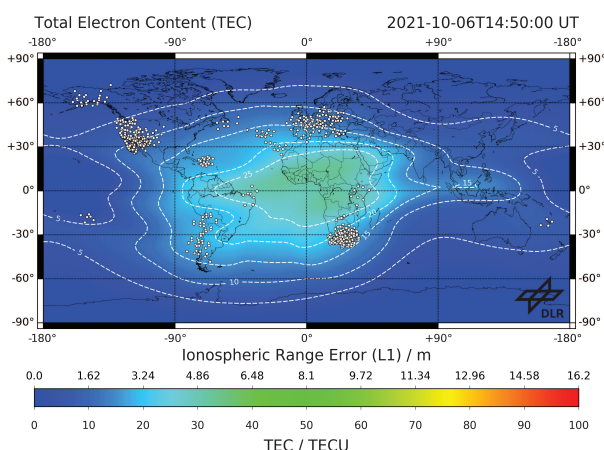 Total Electron Content (TEC) 2021-10-06T14:50:00 UT
-180° -90° 0° +90° -180°
+90° +90°
+60° +60°
5
+30° +30°
25 15
0° 0°
20
5 5
-30° 15 -30°
5 5
-60° 10 -60°
DLR
-90° -90°
-180° -90° 0° +90° -180°
Ionospheric Range Error (L1) / m
0.0 1.62 3.24 4.86 6.48 8.1 9.72 11.34 12.96 14.58 16.2
0 10 20 30 40 50 60 70 80 90 100
TEC / TECU